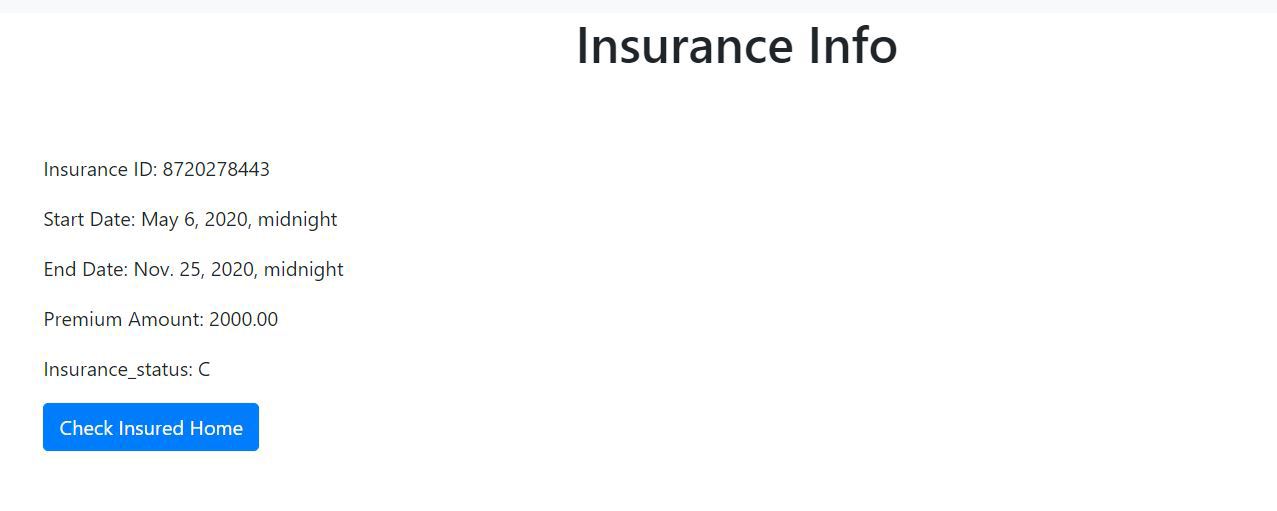 Insurance Info
Insurance ID: 8720278443
Start Date: May 6, 2020, midnight
End Date: Nov. 25, 2020, midnight
Premium Amount: 2000.00
Insurance_status: C
Check Insured Home